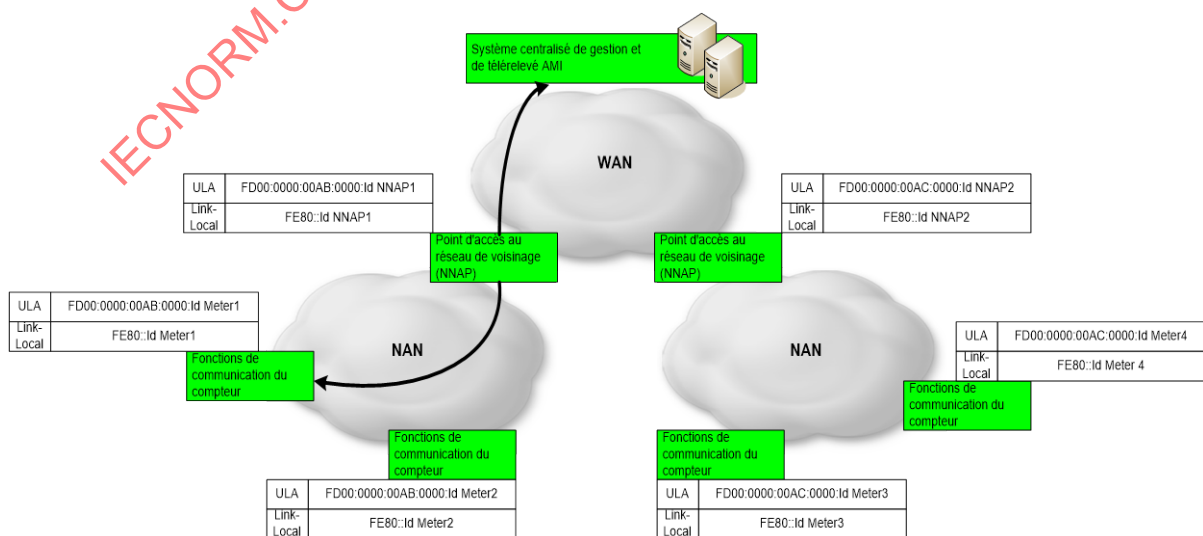 IECNORM.C
Système centralisé de gestion et
de télérelevé AMI
WAN
ULA FD00:0000:00AB:0000:Id NNAP1
Link-
Local FE80::Id NNAP1
ULA FD00:0000:00AC:0000:Id NNAP2
Link-
Local FE80::Id NNAP2
Point d'accès au
réseau de voisinage
(NNAP)
Point d'accès au
réseau de voisinage
(NNAP)
ULA FD00:0000:00AB:0000:Id Meter1
Link-
Local FE80::Id Meter1
NAN
NAN
ULA FD00:0000:00AC:0000:Id Meter4
Link-
Local FE80::Id Meter 4
Fonctions de
communication du
compteur
Fonctions de
communication du
compteur
Fonctions de
communication du
compteur
Fonctions de
communication du
compteur
ULA FD00:0000:00AB:0000:Id Meter2
Link-
Local FE80::Id Meter2
ULA FD00:0000:00AC:0000:Id Meter3
Link-
Local FE80::Id Meter3